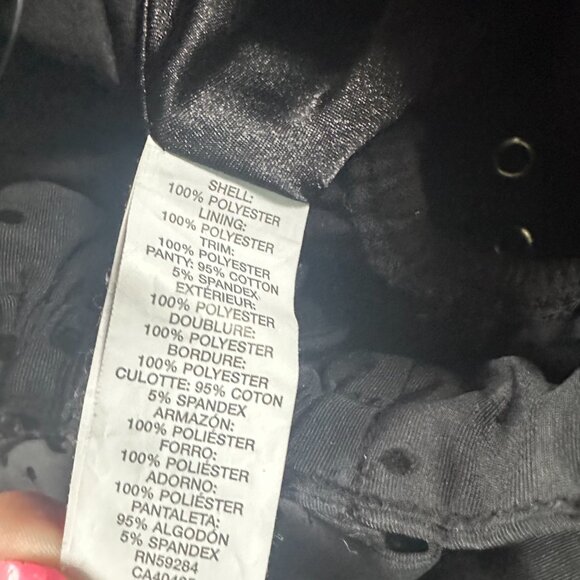 SHELL:
100% POLYESTER
LINING:
100% POLYESTER
TRIM:
100% POLYESTER
PANTY: 95% COTTON
5% SPANDEX
EXTÉRIEUR:
100% POLYESTER
DOUBLURE:
100% POLYESTER
BORDURE:
100% POLYESTER
CULOTTE: 95% COTON
5% SPANDEX
ARMAZÓN:
100% POLIÉSTER
FORRO:
100% POLIÉSTER
ADORNO:
100% POLIÉSTER
PANTALETA:
95% ALGODÓN
5% SPANDEX
RN59284